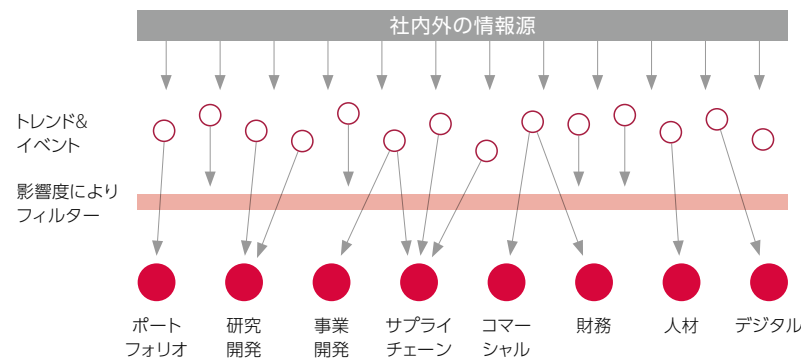 社内外の情報源
トレンド&
イベント
影響度により
フィルター
ポート
フォリオ
研究
開発
事業
開発
サプライ
チェーン
コマー
シャル
財務
人材
デジタル